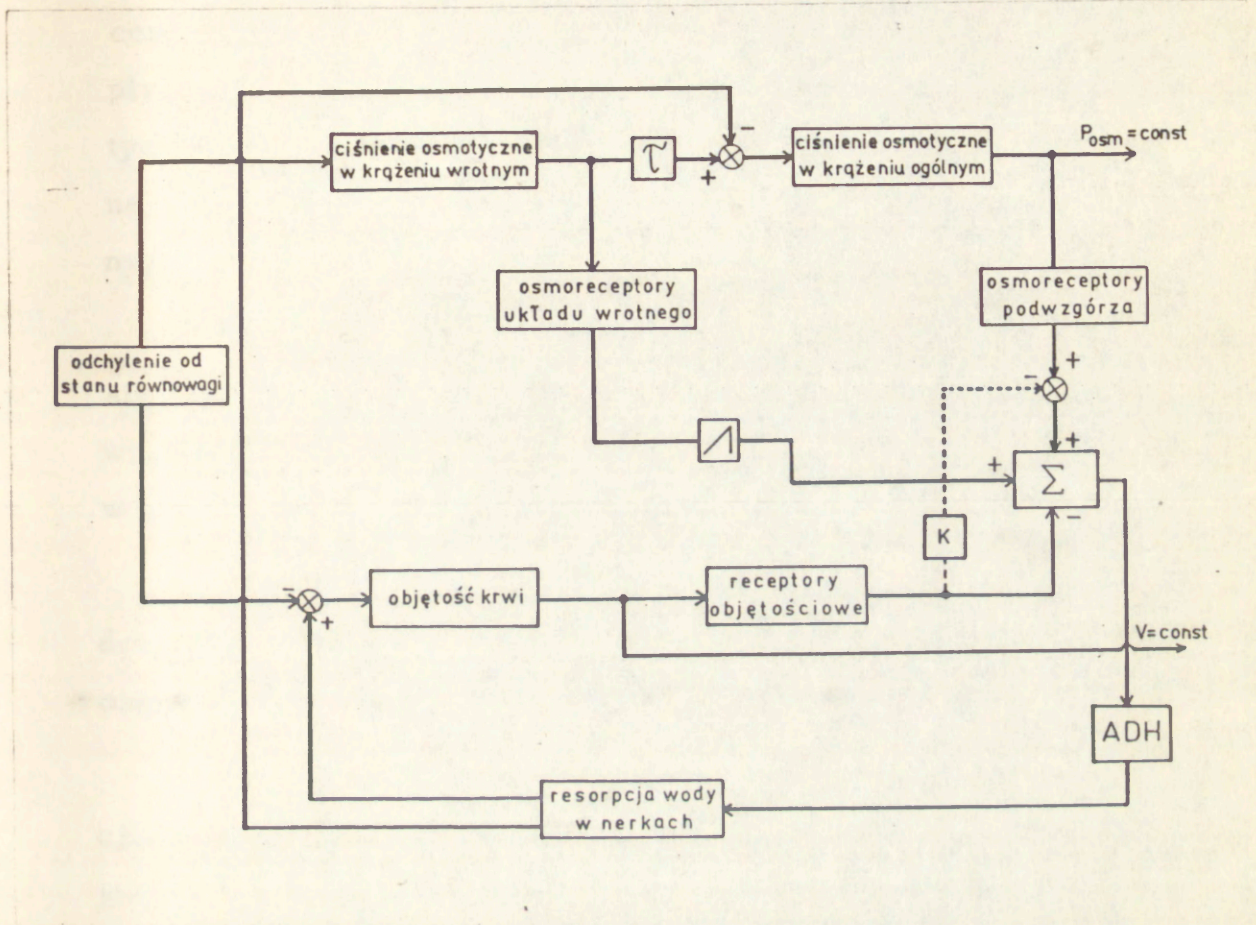 ciśnienie osmotyczne
w krążeniu wrotnym
τ
+
-
ciśnienie osmotyczne
w krążeniu ogólnym
Posm=const
osmoreceptory
układu wrotnego
osmoreceptory
podwzgórza
odchylenie od
stanu równowagi
+
-
+
+
Σ
-
K
-
+
objętość krwi
receptory
objętościowe
V=const
ADH
resorpcja wody
w nerkach